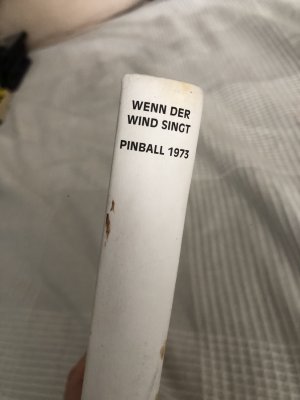 WENN DER
WIND SINGT
PINBALL 1973